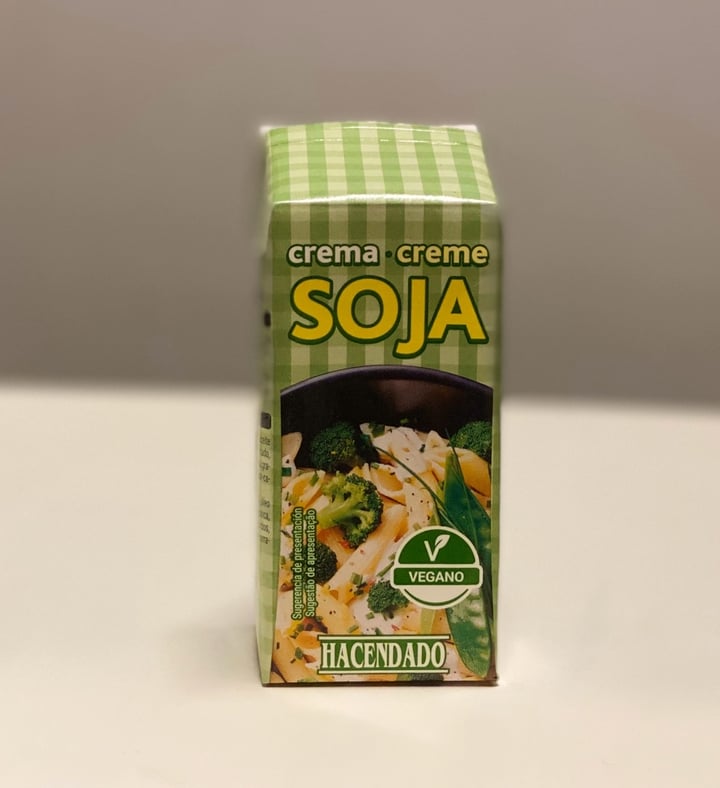 crema · creme
SOJA
Sugerencia de presentación
Sugestão de apresentação
VEGANO
HACENDADO